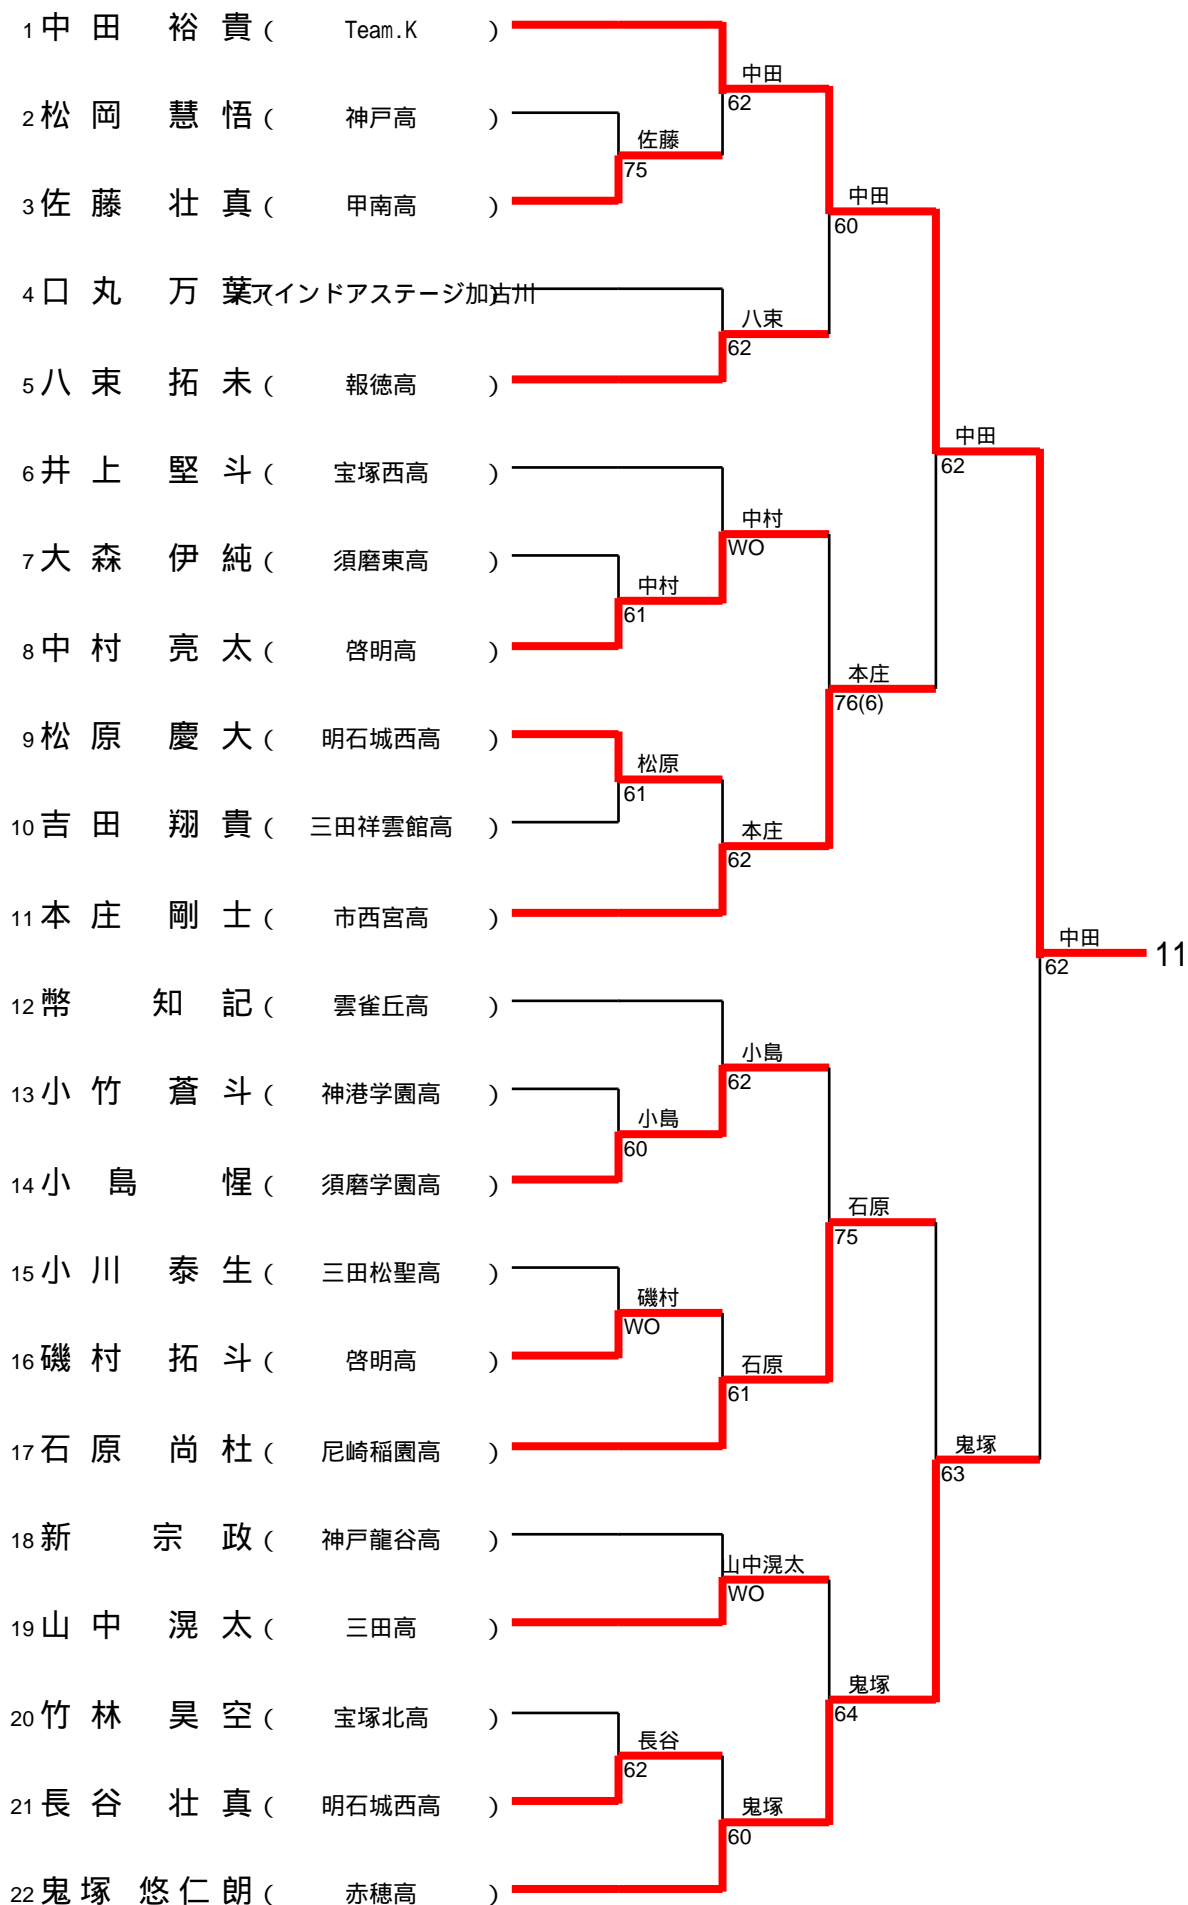 1 中田 裕貴 ( Team.K )
中田
62
2 松岡 慧悟 ( 神戸高 )
佐藤
75
3 佐藤 壮真 ( 甲南高 )
中田
60
4 口丸 万葉 ( アインドアステージ加古川 )
八束
62
5 八束 拓未 ( 報徳高 )
中田
62
6 井上 堅斗 ( 宝塚西高 )
中村
WO
7 大森 伊純 ( 須磨東高 )
中村
61
8 中村 亮太 ( 啓明高 )
本庄
76(6)
9 松原 慶大 ( 明石城西高 )
松原
61
10 吉田 翔貴 ( 三田祥雲館高 )
本庄
62
11 本庄 剛士 ( 市西宮高 )
中田
62
11
12 幣 知記 ( 雲雀丘高 )
小島
62
13 小竹 蒼斗 ( 神港学園高 )
小島
60
14 小島 惺 ( 須磨学園高 )
石原
75
15 小川 泰生 ( 三田松聖高 )
磯村
WO
16 磯村 拓斗 ( 啓明高 )
石原
61
17 石原 尚杜 ( 尼崎稲園高 )
鬼塚
63
18 新 宗政 ( 神戸龍谷高 )
山中滉太
WO
19 山中 滉太 ( 三田高 )
鬼塚
64
20 竹林 昊空 ( 宝塚北高 )
長谷
62
21 長谷 壮真 ( 明石城西高 )
鬼塚
60
22 鬼塚 悠仁朗 ( 赤穂高 )